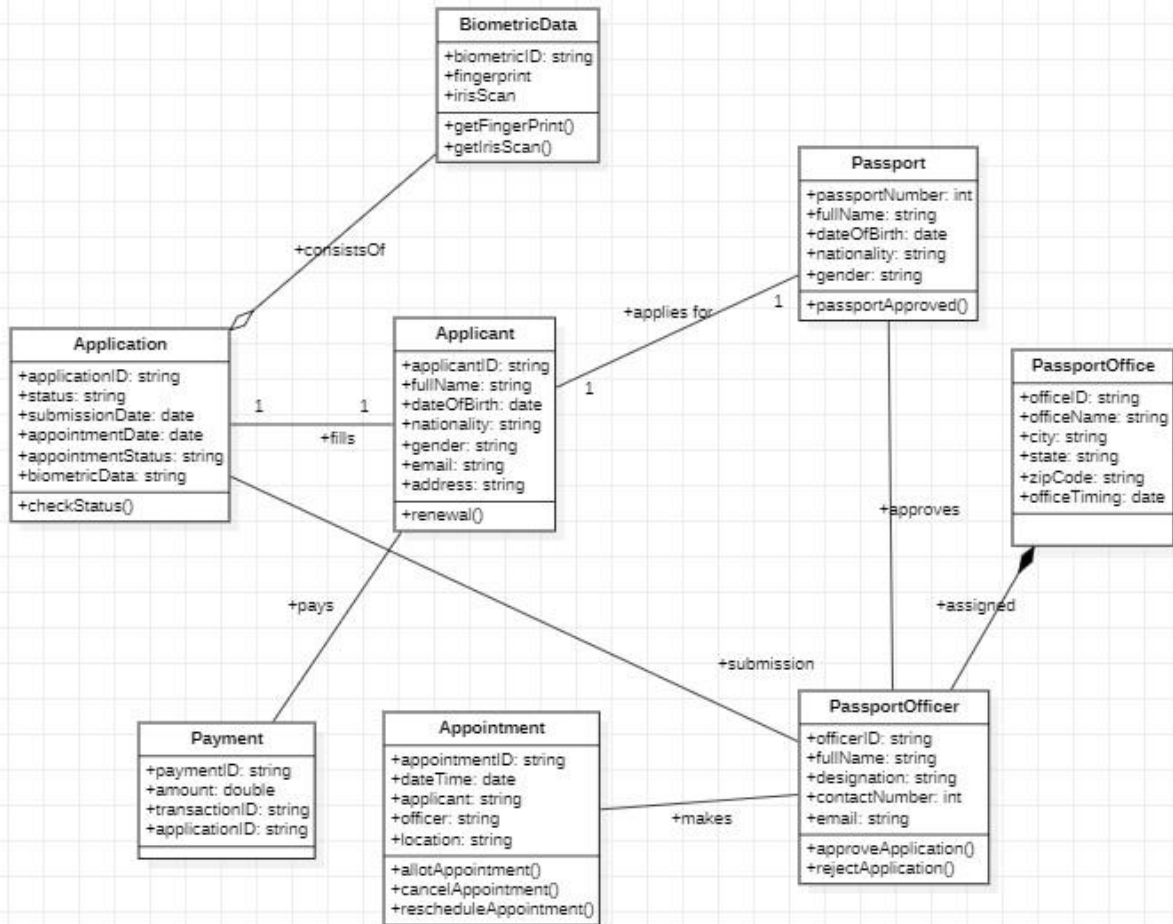 BiometricData
+biometricID: string
+fingerprint
+irisScan
+getFingerPrint()
+getIrisScan()
+consistsOf
Passport
+passportNumber: int
+fullName: string
+dateOfBirth: date
+nationality: string
+gender: string
+passportApproved()
+applies for
1
1
Application
+applicationID: string
+status: string
+submissionDate: date
+appointmentDate: date
+appointmentStatus: string
+biometricData: string
+checkStatus()
1
1
+fills
Applicant
+applicantID: string
+fullName: string
+dateOfBirth: date
+nationality: string
+gender: string
+email: string
+address: string
+renewal()
PassportOffice
+officeID: string
+officeName: string
+city: string
+state: string
+zipCode: string
+officeTiming: date
+approves
+assigned
+pays
+submission
Payment
+paymentID: string
+amount: double
+transactionID: string
+applicationID: string
Appointment
+appointmentID: string
+dateTime: date
+applicant: string
+officer: string
+location: string
+allotAppointment()
+cancelAppointment()
+rescheduleAppointment()
+makes
PassportOfficer
+officerID: string
+fullName: string
+designation: string
+contactNumber: int
+email: string
+approveApplication()
+rejectApplication()